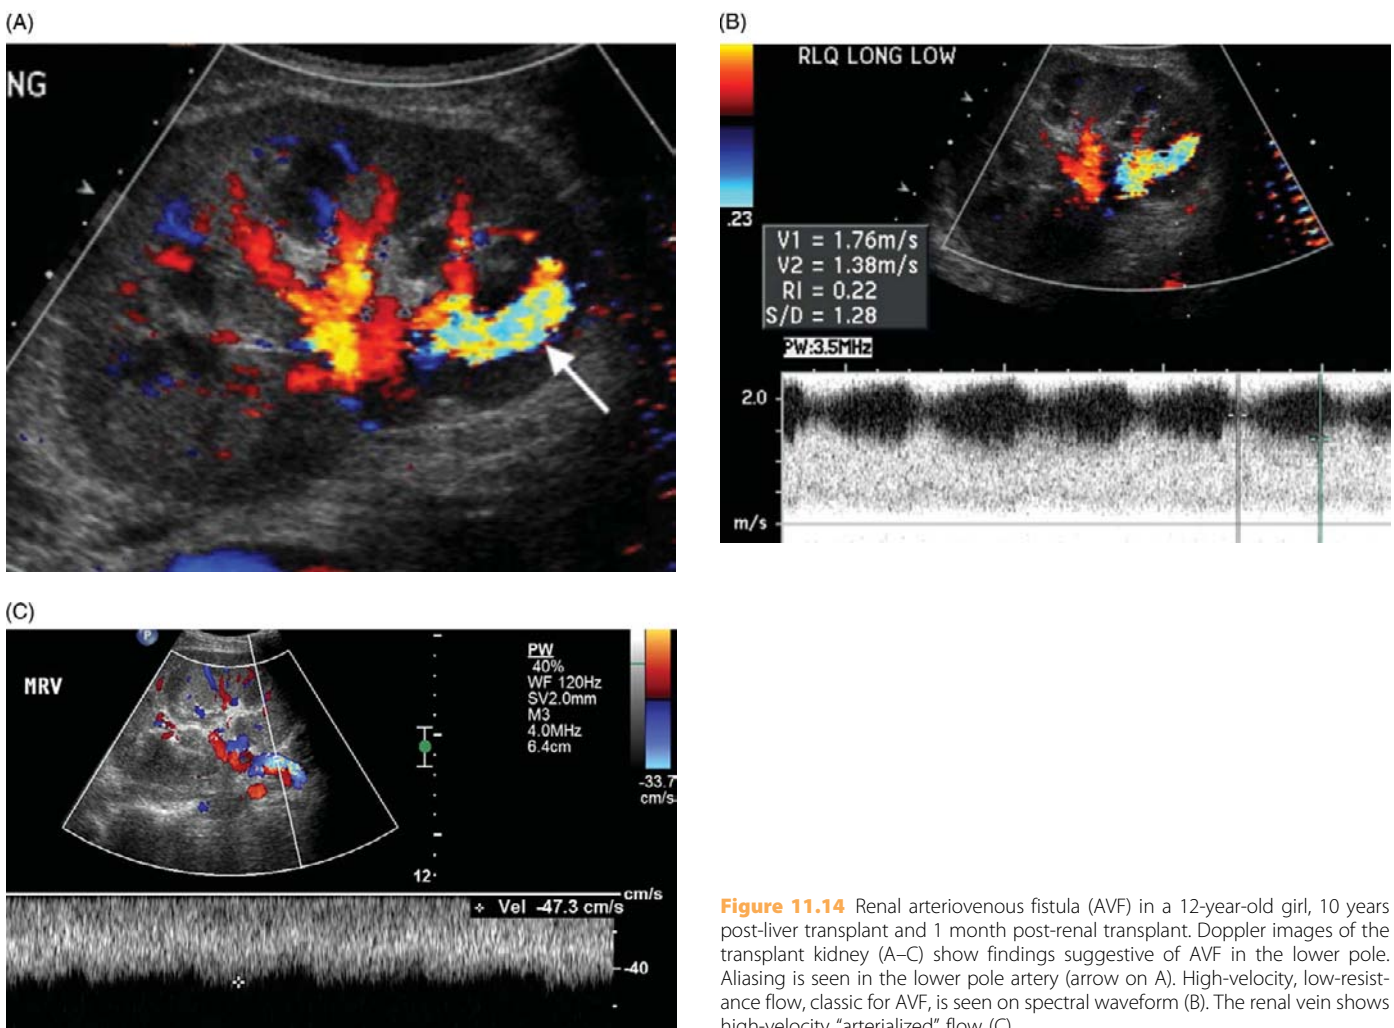 (A)
NG
(B)
RLQ LONG LOW
.23
V1 = 1.76m/s
V2 = 1.38m/s
RI = 0.22
S/D = 1.28
PW:3.5MHz
2.0
m/s
(C)
P
MRV
PW
40%
WF 120Hz
SV2.0mm
M3
4.0MHz
6.4cm
-33.7
cm/s
12
cm/s
Vel -47.3 cm/s
-40
Figure 11.14 Renal arteriovenous fistula (AVF) in a 12-year-old girl, 10 years
post-liver transplant and 1 month post-renal transplant. Doppler images of the
transplant kidney (A–C) show findings suggestive of AVF in the lower pole.
Aliasing is seen in the lower pole artery (arrow on A). High-velocity, low-resist-
ance flow, classic for AVF, is seen on spectral waveform (B). The renal vein shows
high-velocity “arterialized” flow (C).